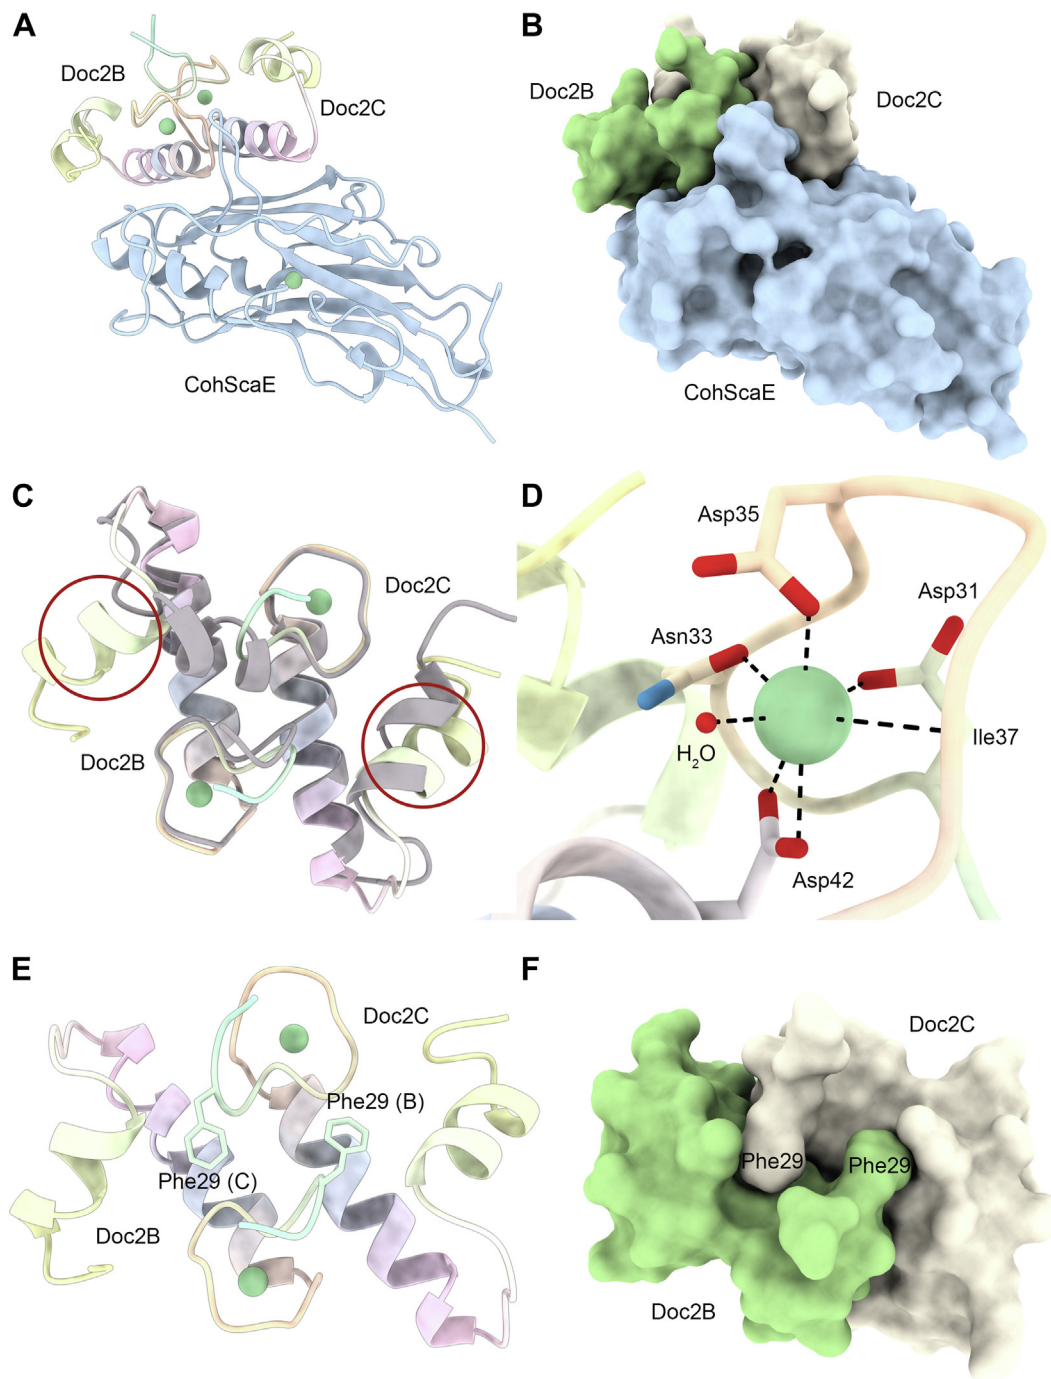 A
Doc2B
Doc2C
CohScaE
B
Doc2B
Doc2C
CohScaE
C
Doc2C
Doc2B
D
Asp35
Asp31
Asn33
H₂O
Ile37
Asp42
E
Doc2C
Phe29 (B)
Phe29 (C)
Doc2B
F
Doc2C
Phe29
Phe29
Doc2B